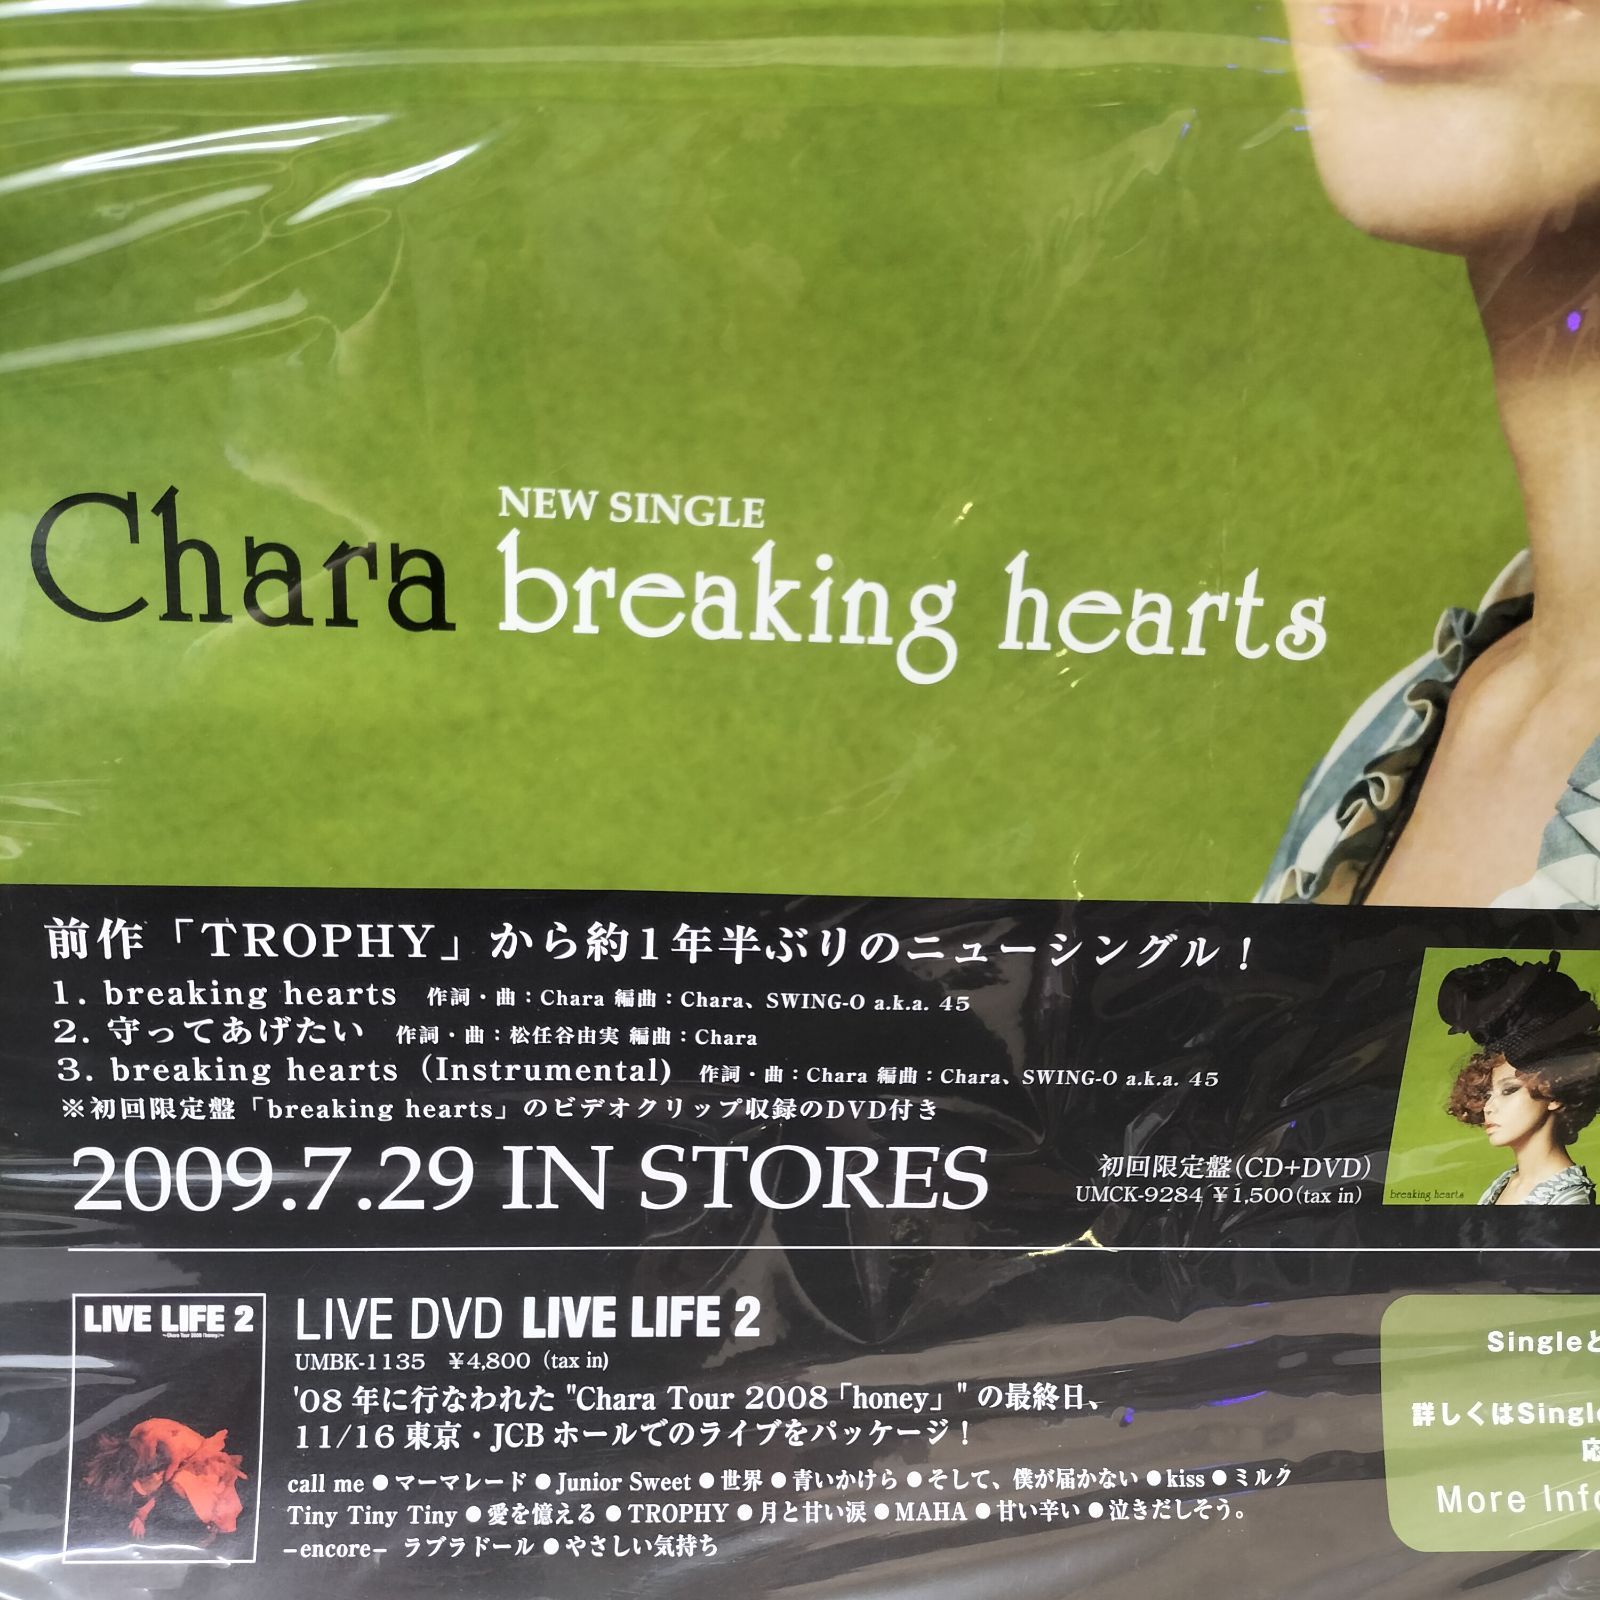 Chara
NEW SINGLE
breaking hearts
前作「TROPHY」から約1年半ぶりのニューシングル！
1. breaking hearts 作詞・曲：Chara 編曲：Chara、SWING-O a.k.a. 45
2. 守ってあげたい 作詞・曲：松任谷由実 編曲：Chara
3. breaking hearts (Instrumental) 作詞・曲：Chara 編曲：Chara、SWING-O a.k.a. 45
※初回限定盤「breaking hearts」のビデオクリップ収録のDVD付き
2009.7.29 IN STORES
初回限定盤(CD+DVD)
UMCK-9284 ¥1,500(tax in)
breaking hearts
LIVE LIFE 2
~Chara Tour 2008「honey」~
LIVE DVD LIVE LIFE 2
UMBK-1135 ¥4,800 (tax in)
'08 年に行なわれた "Chara Tour 2008「honey」" の最終日、
11/16 東京・JCB ホールでのライブをパッケージ！
call me ● マーマレード ● Junior Sweet ● 世界 ● 青いかけら ● そして、僕が届かない ● kiss ● ミルク
Tiny Tiny Tiny ● 愛を憶える ● TROPHY ● 月と甘い涙 ● MAHA ● 甘い辛い ● 泣きだしそう。
-encore- ラブラドール ● やさしい気持ち
Singleと
詳しくはSingle
応
More Info